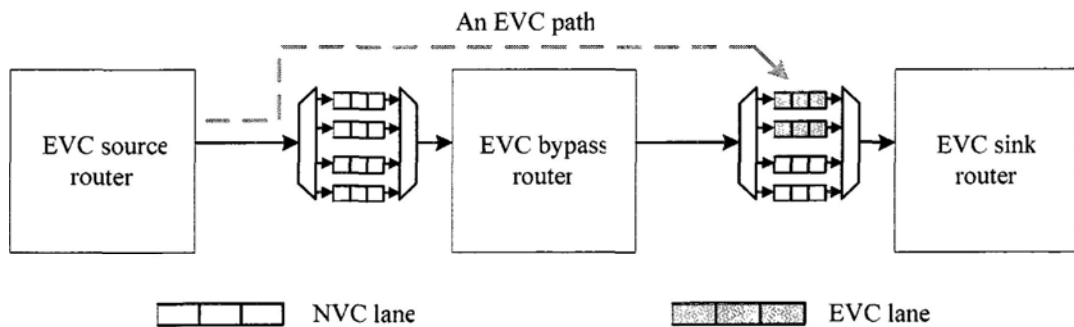 An EVC path
EVC source
router
EVC bypass
router
EVC sink
router
NVC lane
EVC lane